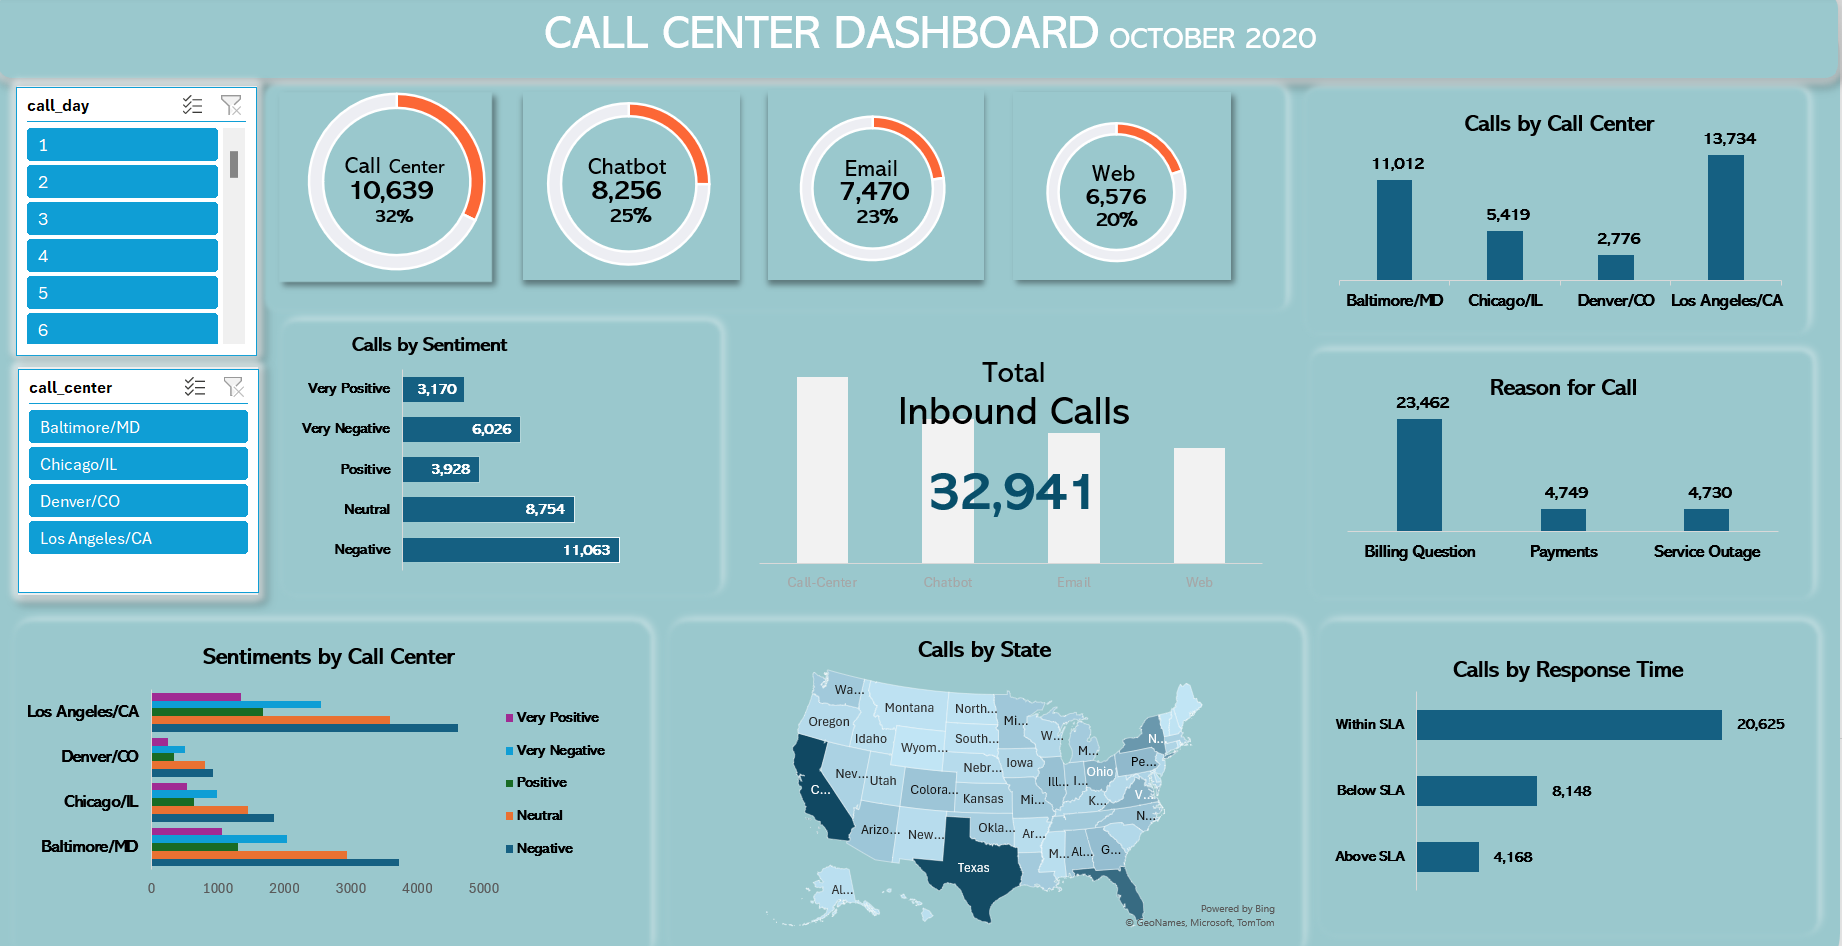 CALL CENTER DASHBOARD OCTOBER 2020
call_day
1
2
3
4
5
6
call_center
Baltimore/MD
Chicago/IL
Denver/CO
Los Angeles/CA
Call Center
10,639
32%
Chatbot
8,256
25%
Email
7,470
23%
Web
6,576
20%
Calls by Call Center
11,012
5,419
2,776
13,734
Baltimore/MD
Chicago/IL
Denver/CO
Los Angeles/CA
Calls by Sentiment
Very Positive
3,170
Very Negative
6,026
Positive
3,928
Neutral
8,754
Negative
11,063
Total
Inbound Calls
32,941
Call-Center
Chatbot
Email
Web
Reason for Call
23,462
4,749
4,730
Billing Question
Payments
Service Outage
Sentiments by Call Center
Los Angeles/CA
Denver/CO
Chicago/IL
Baltimore/MD
0
1000
2000
3000
4000
5000
Very Positive
Very Negative
Positive
Neutral
Negative
Calls by State
Wa...
Montana
North...
Mi...
Oregon
Idaho
South...
W...
N...
Wyom...
M...
Iowa
Nebr...
Pe...
Ohio
Nev...
Utah
Ill...
I...
C...
Colora...
Kansas
Mi...
K...
V...
N...
Arizo...
New...
Okla...
Ar...
M...
Al...
G...
Texas
Al...
Powered by Bing
© GeoNames, Microsoft, TomTom
Calls by Response Time
Within SLA
20,625
Below SLA
8,148
Above SLA
4,168